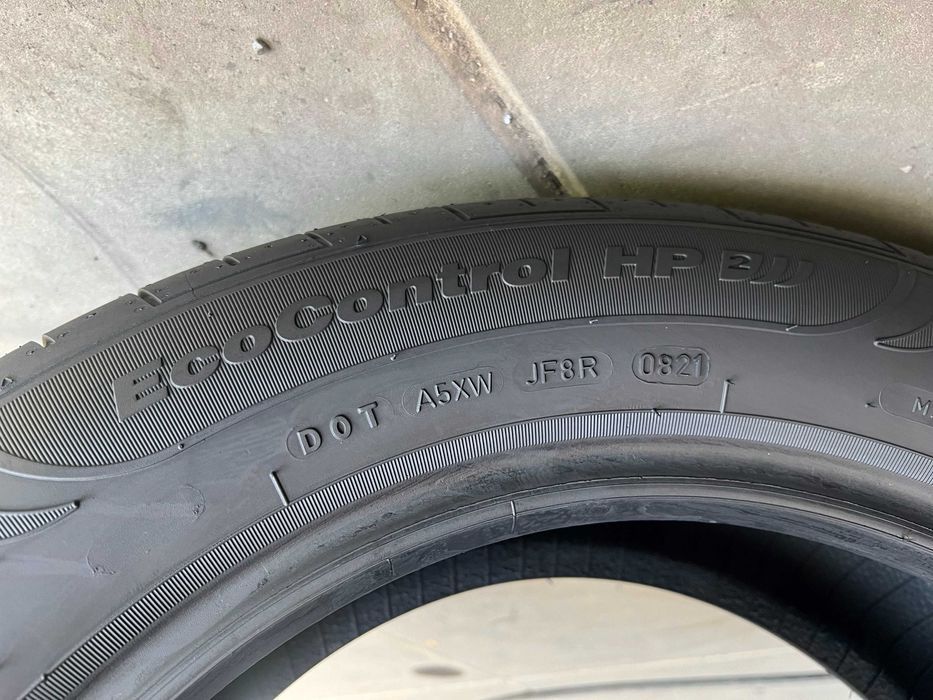 EcoControl HP 2
DOT A5XW JF8R 0821